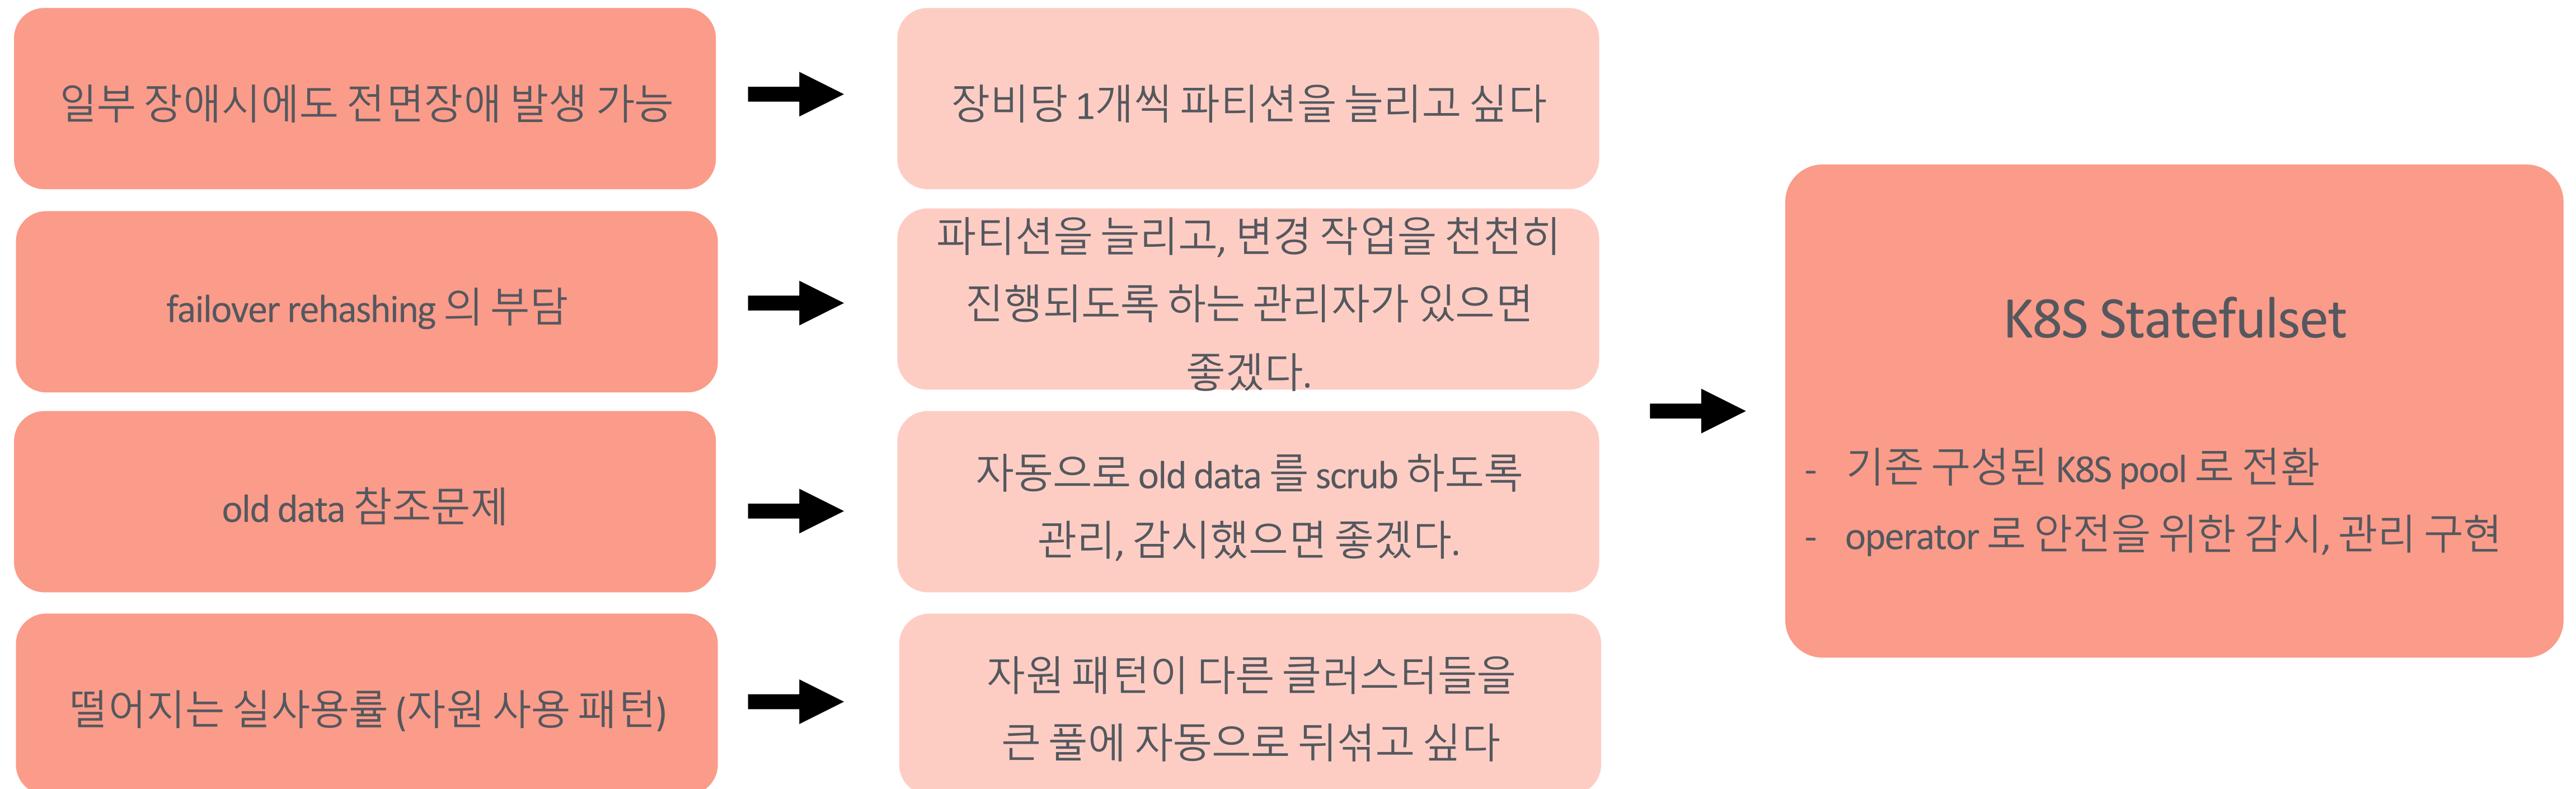 일부 장애시에도 전면장애 발생 가능
장비당 1개씩 파티션을 늘리고 싶다
failover rehashing 의 부담
파티션을 늘리고, 변경 작업을 천천히
진행되도록 하는 관리자가 있으면
좋겠다.
old data 참조문제
자동으로 old data 를 scrub 하도록
관리, 감시했으면 좋겠다.
떨어지는 실사용률 (자원 사용 패턴)
자원 패턴이 다른 클러스터들을
큰 풀에 자동으로 뒤섞고 싶다
K8S Statefulset
- 기존 구성된 K8S pool 로 전환
- operator 로 안전을 위한 감시, 관리 구현